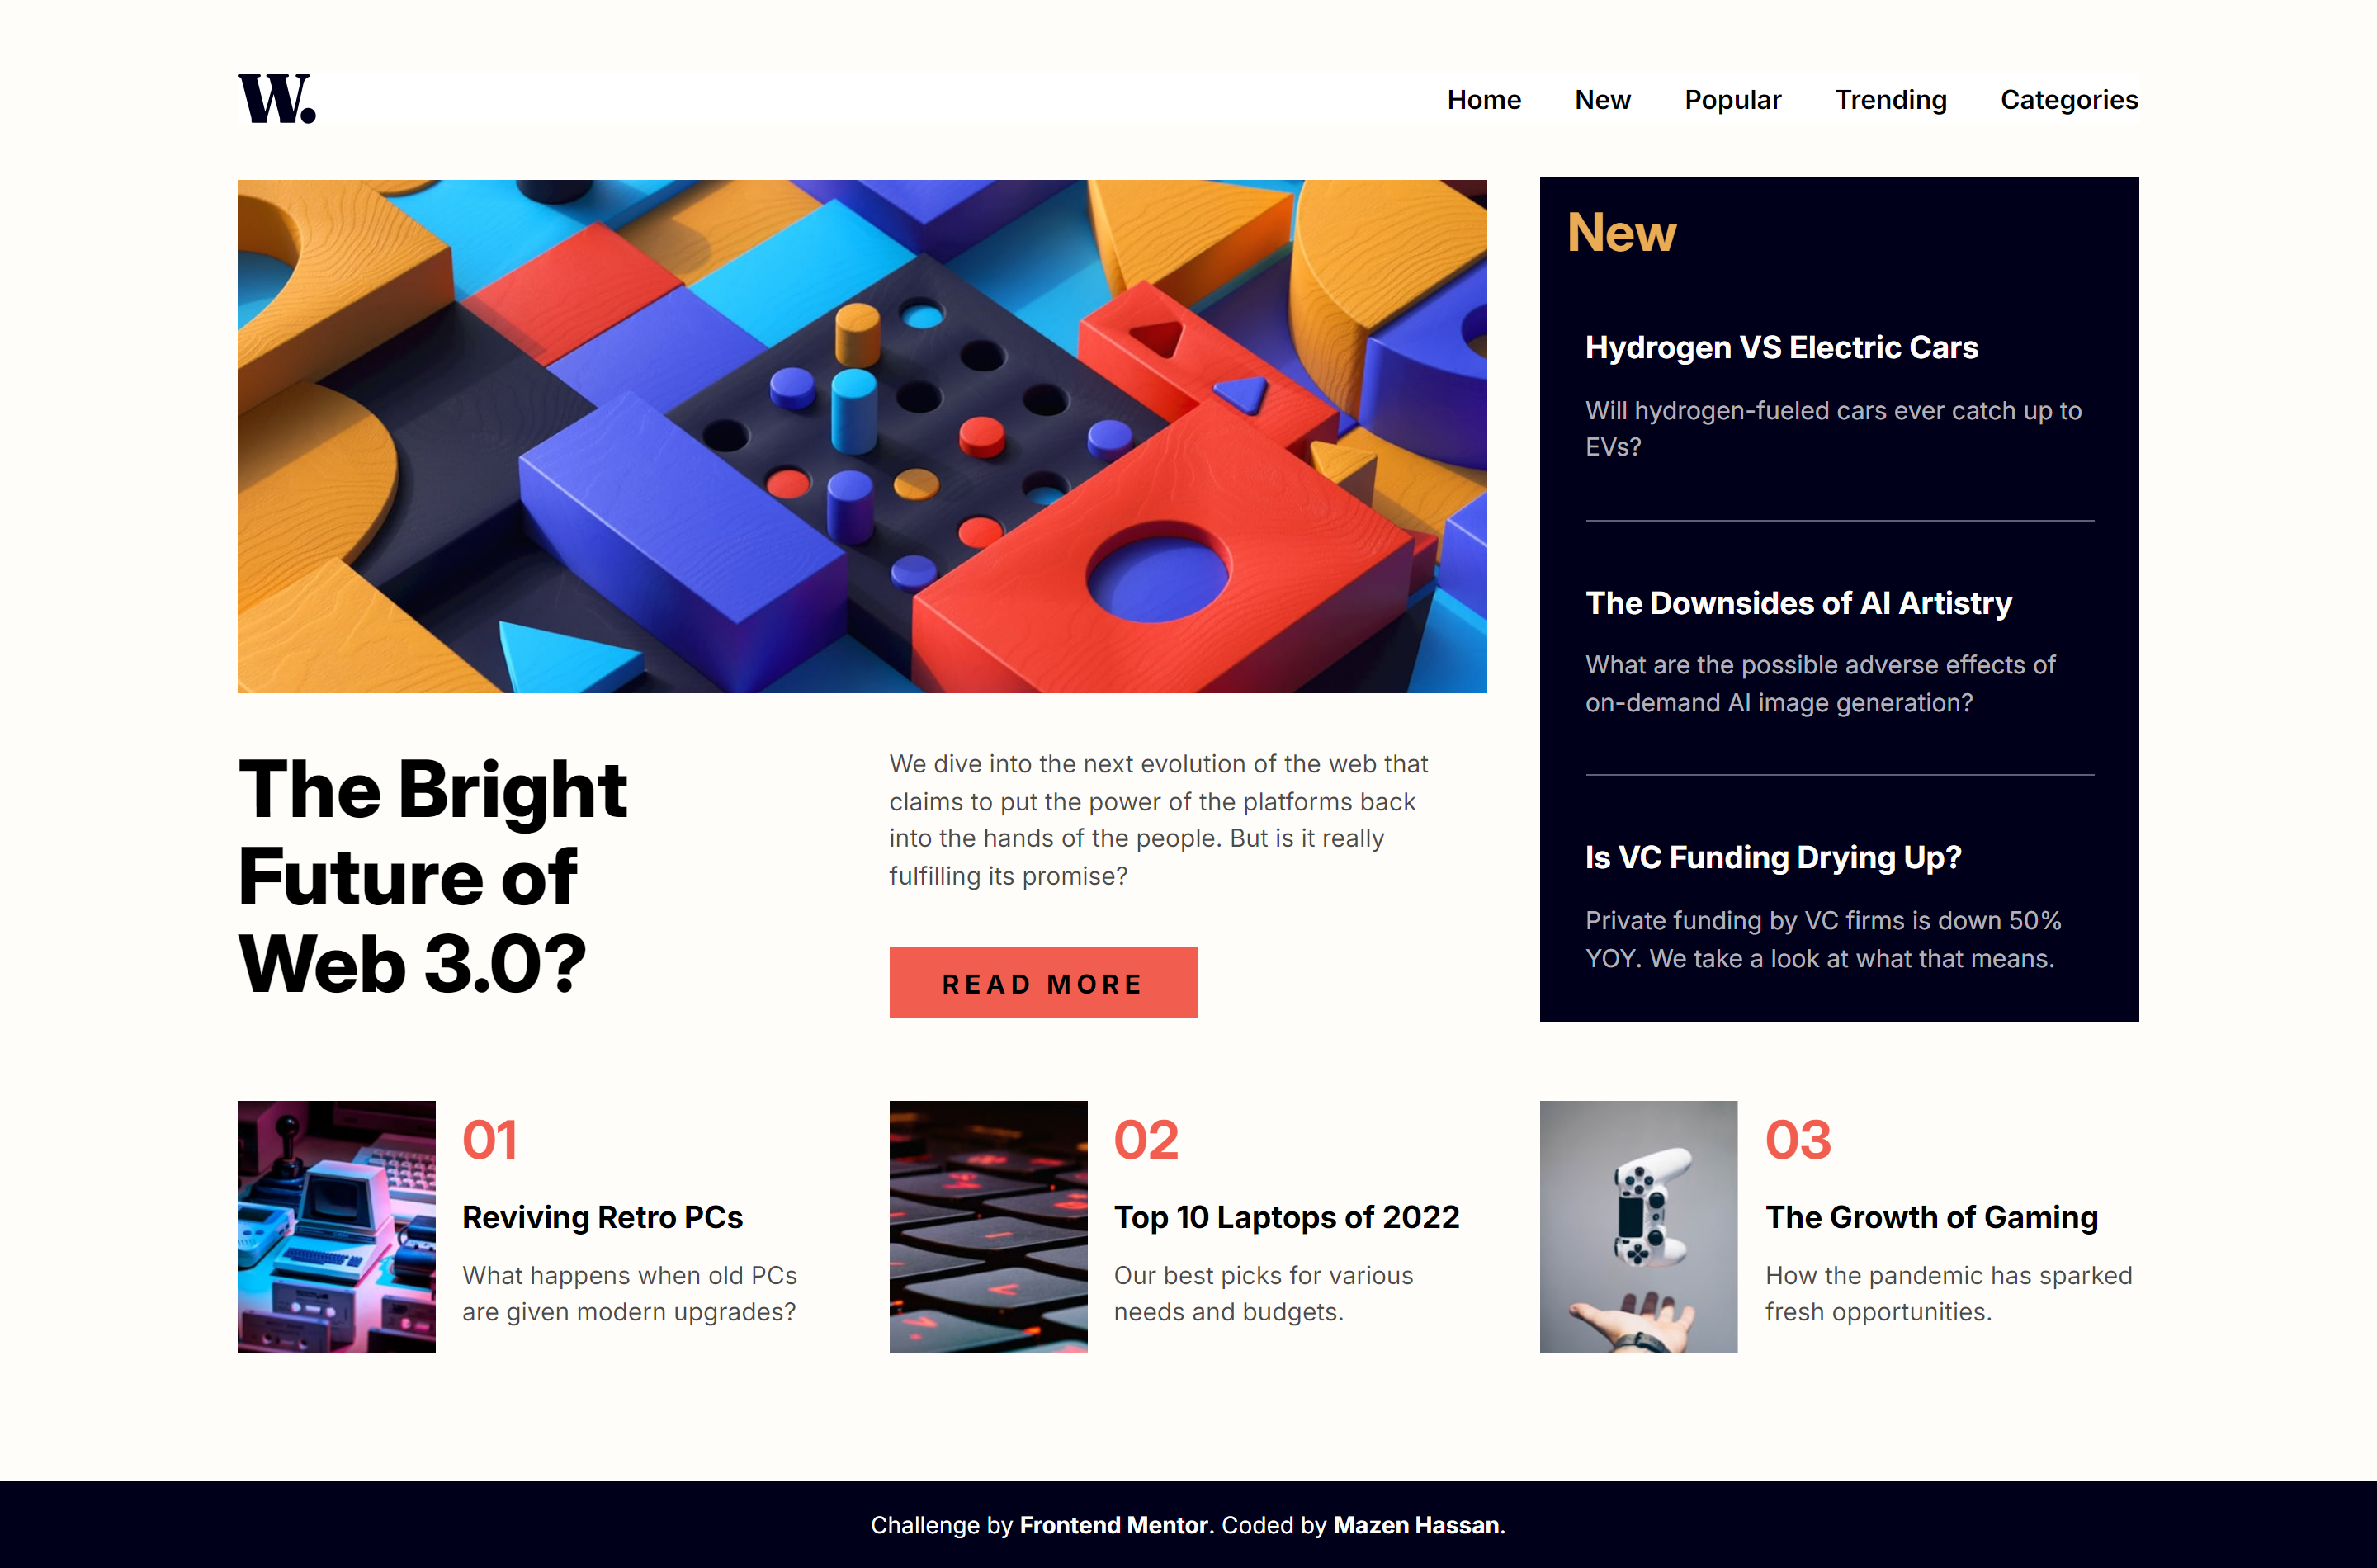 W.
Home New Popular Trending Categories
New
Hydrogen VS Electric Cars
Will hydrogen-fueled cars ever catch up to
EVs?
The Downsides of AI Artistry
What are the possible adverse effects of
on-demand AI image generation?
Is VC Funding Drying Up?
Private funding by VC firms is down 50%
YOY. We take a look at what that means.
The Bright
Future of
Web 3.0?
We dive into the next evolution of the web that
claims to put the power of the platforms back
into the hands of the people. But is it really
fulfilling its promise?
READ MORE
01
Reviving Retro PCs
What happens when old PCs
are given modern upgrades?
02
Top 10 Laptops of 2022
Our best picks for various
needs and budgets.
03
The Growth of Gaming
How the pandemic has sparked
fresh opportunities.
Challenge by Frontend Mentor. Coded by Mazen Hassan.